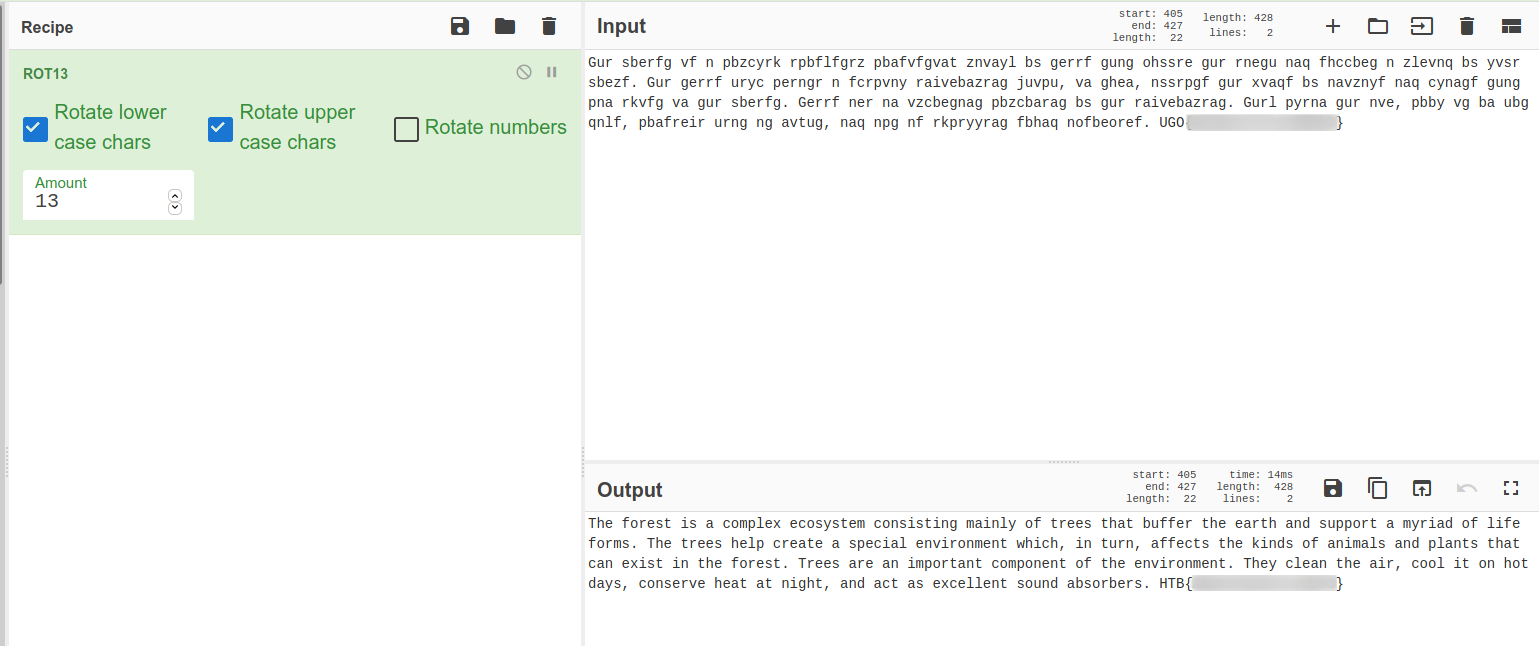 Recipe
ROT13
Rotate lower case chars
Rotate upper case chars
Rotate numbers
Amount
13
Input
start: 405
end: 427
length: 22
length: 428
lines: 2
Gur sberfg vf n pbzcyrk rpbflfgrz pbafvfgvat znvayl bs gerrf gung ohssre gur rnegu naq fhccbeg n zlevnq bs yvsr
sbezf. Gur gerrf uryc perngr n fcrpvny raivebazrag juvpu, va ghea, nssrpgf gur xvaqf bs navznyf naq cynagf gung
pna rkvfg va gur sberfg. Gerrf ner na vzcbegnag pbzcbarag bs gur raivebazrag. Gurl pyrna gur nve, pbby vg ba ubg
qnlf, pbafreir urng ng avtug, naq npg nf rkpryyrag fbhaq nofbeoref. UGO{}
Output
start: 405
end: 427
length: 22
time: 14ms
length: 428
lines: 2
The forest is a complex ecosystem consisting mainly of trees that buffer the earth and support a myriad of life
forms. The trees help create a special environment which, in turn, affects the kinds of animals and plants that
can exist in the forest. Trees are an important component of the environment. They clean the air, cool it on hot
days, conserve heat at night, and act as excellent sound absorbers. HTB{}